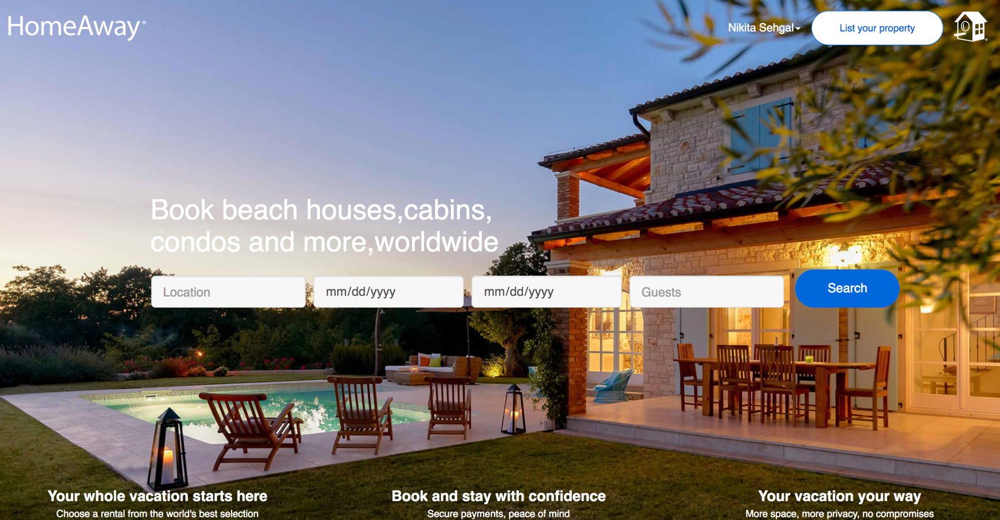 HomeAway®
Nikita Sehgal
List your property
Book beach houses,cabins,
condos and more,worldwide
Location
mm/dd/yyyy
mm/dd/yyyy
Guests
Search
Your whole vacation starts here
Choose a rental from the world's best selection
Book and stay with confidence
Secure payments, peace of mind
Your vacation your way
More space, more privacy, no compromises